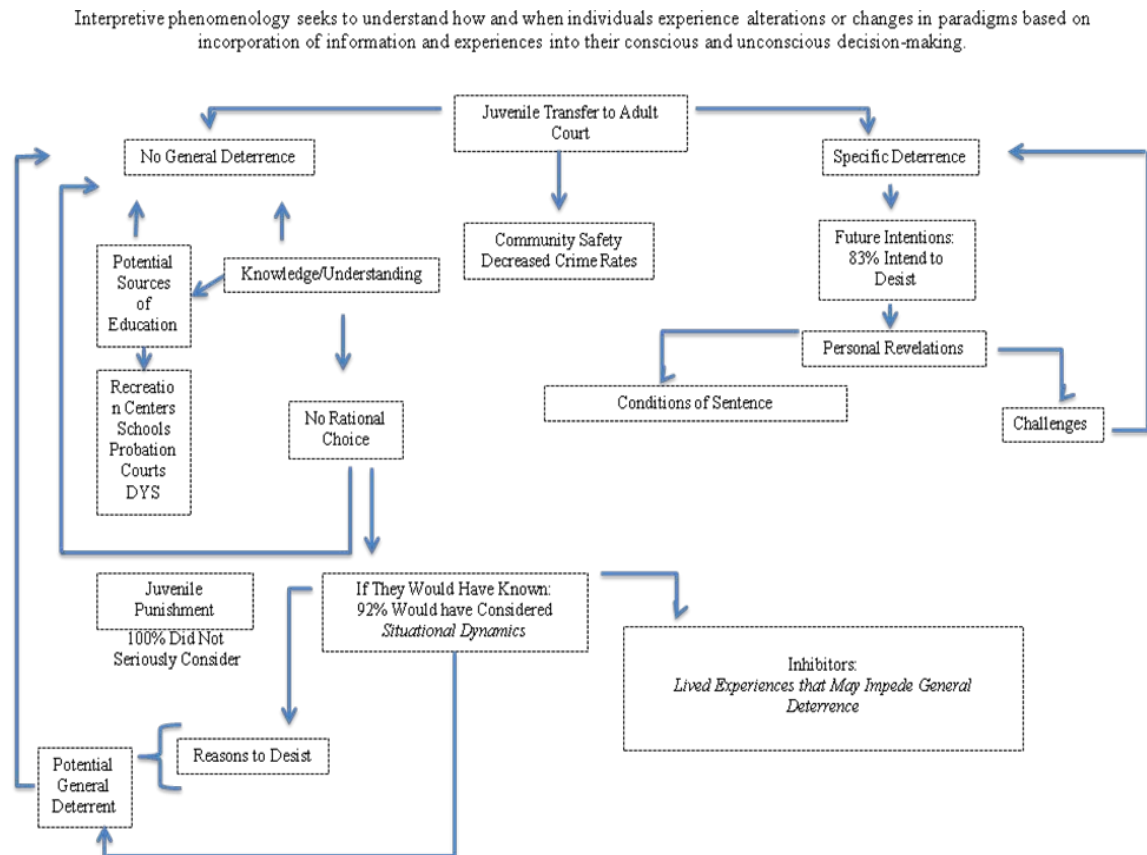 Interpretive phenomenology seeks to understand how and when individuals experience alterations or changes in paradigms based on
incorporation of information and experiences into their conscious and unconscious decision-making.
Juvenile Transfer to Adult
Court
No General Deterrence
Specific Deterrence
Community Safety
Decreased Crime Rates
Future Intentions:
83% Intend to
Desist
Potential
Sources
of
Education
Knowledge/Understanding
Personal Revelations
Recreatio
n Centers
Schools
Probation
Courts
DYS
No Rational
Choice
Conditions of Sentence
Challenges
Juvenile
Punishment
100% Did Not
Seriously Consider
If They Would Have Known:
92% Would have Considered
Situational Dynamics
Inhibitors:
Lived Experiences that May Impede General
Deterrence
Reasons to Desist
Potential
General
Deterrent